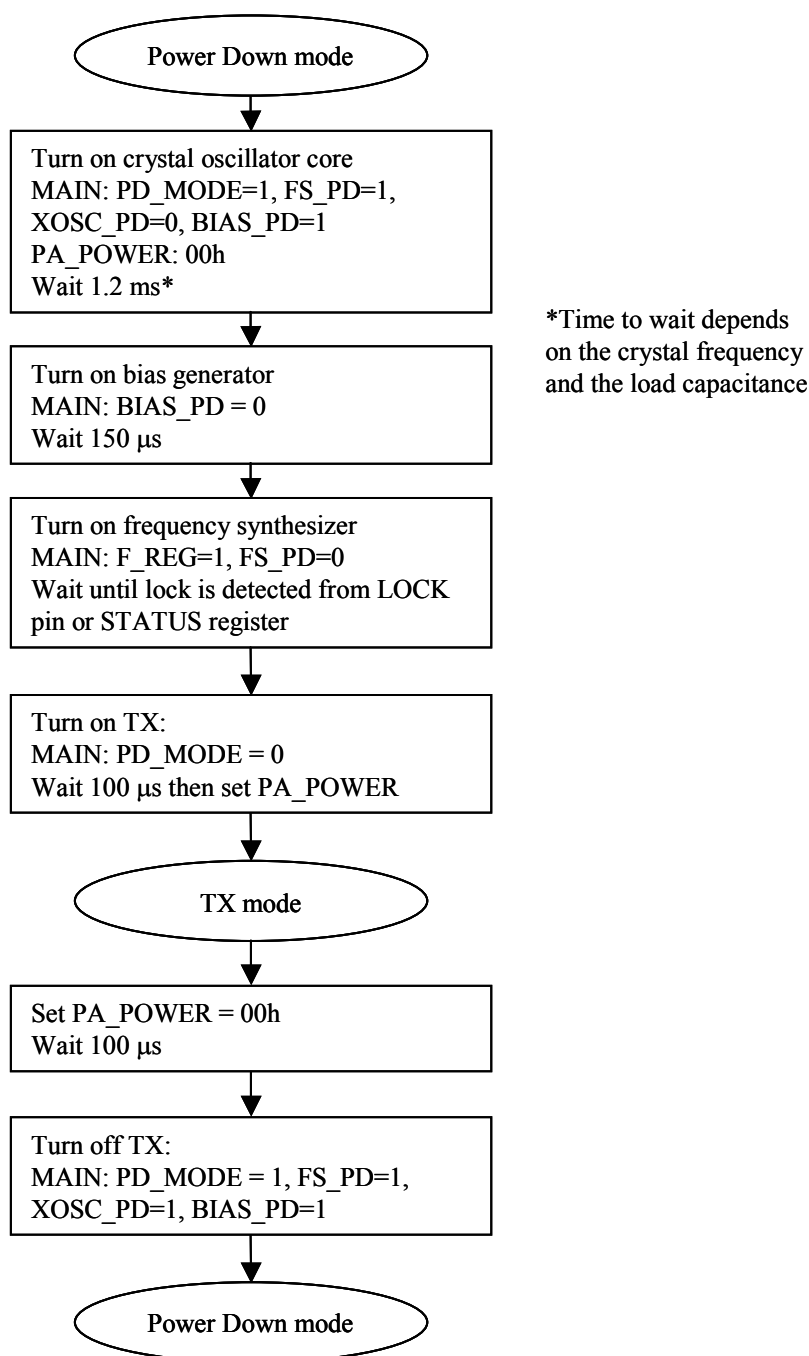 Power Down mode
Turn on crystal oscillator core
MAIN: PD_MODE=1, FS_PD=1,
XOSC_PD=0, BIAS_PD=1
PA_POWER: 00h
Wait 1.2 ms*
*Time to wait depends
on the crystal frequency
and the load capacitance
Turn on bias generator
MAIN: BIAS_PD = 0
Wait 150 μs
Turn on frequency synthesizer
MAIN: F_REG=1, FS_PD=0
Wait until lock is detected from LOCK
pin or STATUS register
Turn on TX:
MAIN: PD_MODE = 0
Wait 100 μs then set PA_POWER
TX mode
Set PA_POWER = 00h
Wait 100 μs
Turn off TX:
MAIN: PD_MODE = 1, FS_PD=1,
XOSC_PD=1, BIAS_PD=1
Power Down mode